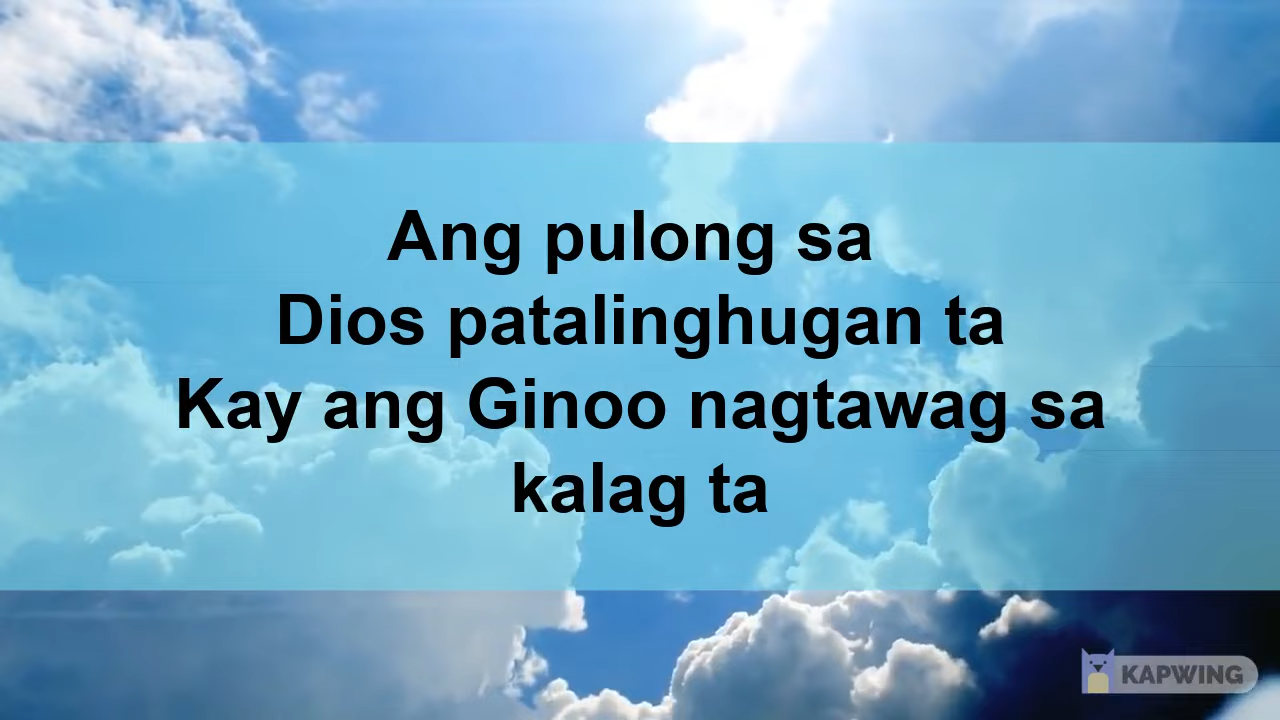 Ang pulong sa
Dios patalinghugan ta
Kay ang Ginoo nagtawag sa
kalag ta
KAPWING